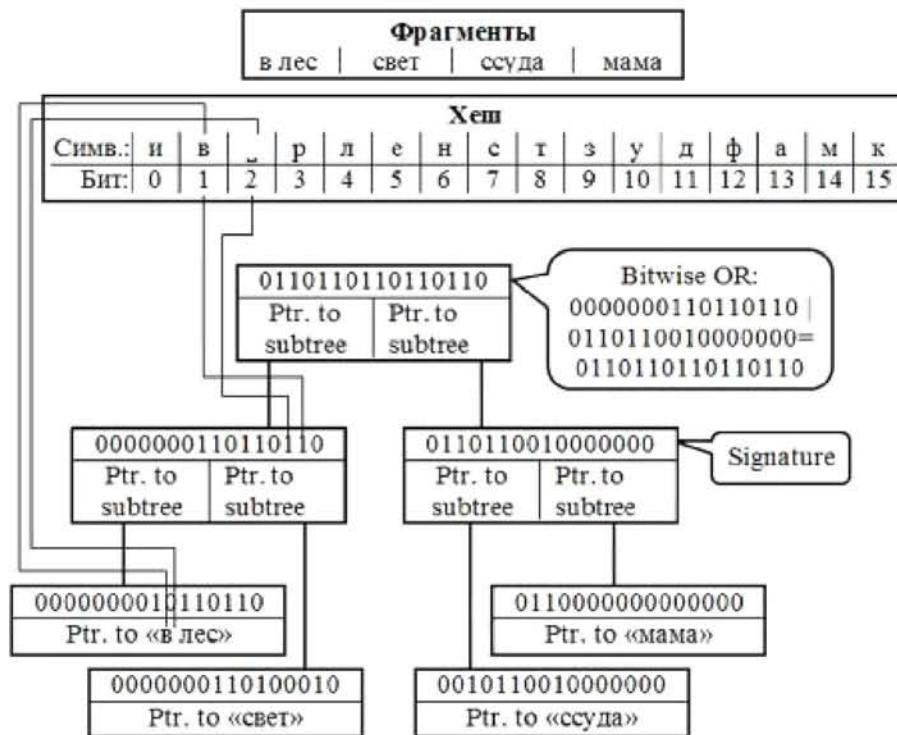 Фрагменты
в лес | свет | ссуда | мама
Хеш
Симв.: и | в | ␣ | р | л | е | н | с | т | з | у | д | ф | а | м | к
Бит: 0 | 1 | 2 | 3 | 4 | 5 | 6 | 7 | 8 | 9 | 10 | 11 | 12 | 13 | 14 | 15
0110110110110110
Ptr. to subtree | Ptr. to subtree
Bitwise OR:
0000000110110110 |
0110110010000000=
0110110110110110
0000000110110110
Ptr. to subtree | Ptr. to subtree
0110110010000000
Ptr. to subtree | Ptr. to subtree
Signature
0000000010110110
Ptr. to «в лес»
0110000000000000
Ptr. to «мама»
0000000110100010
Ptr. to «свет»
0010110010000000
Ptr. to «ссуда»